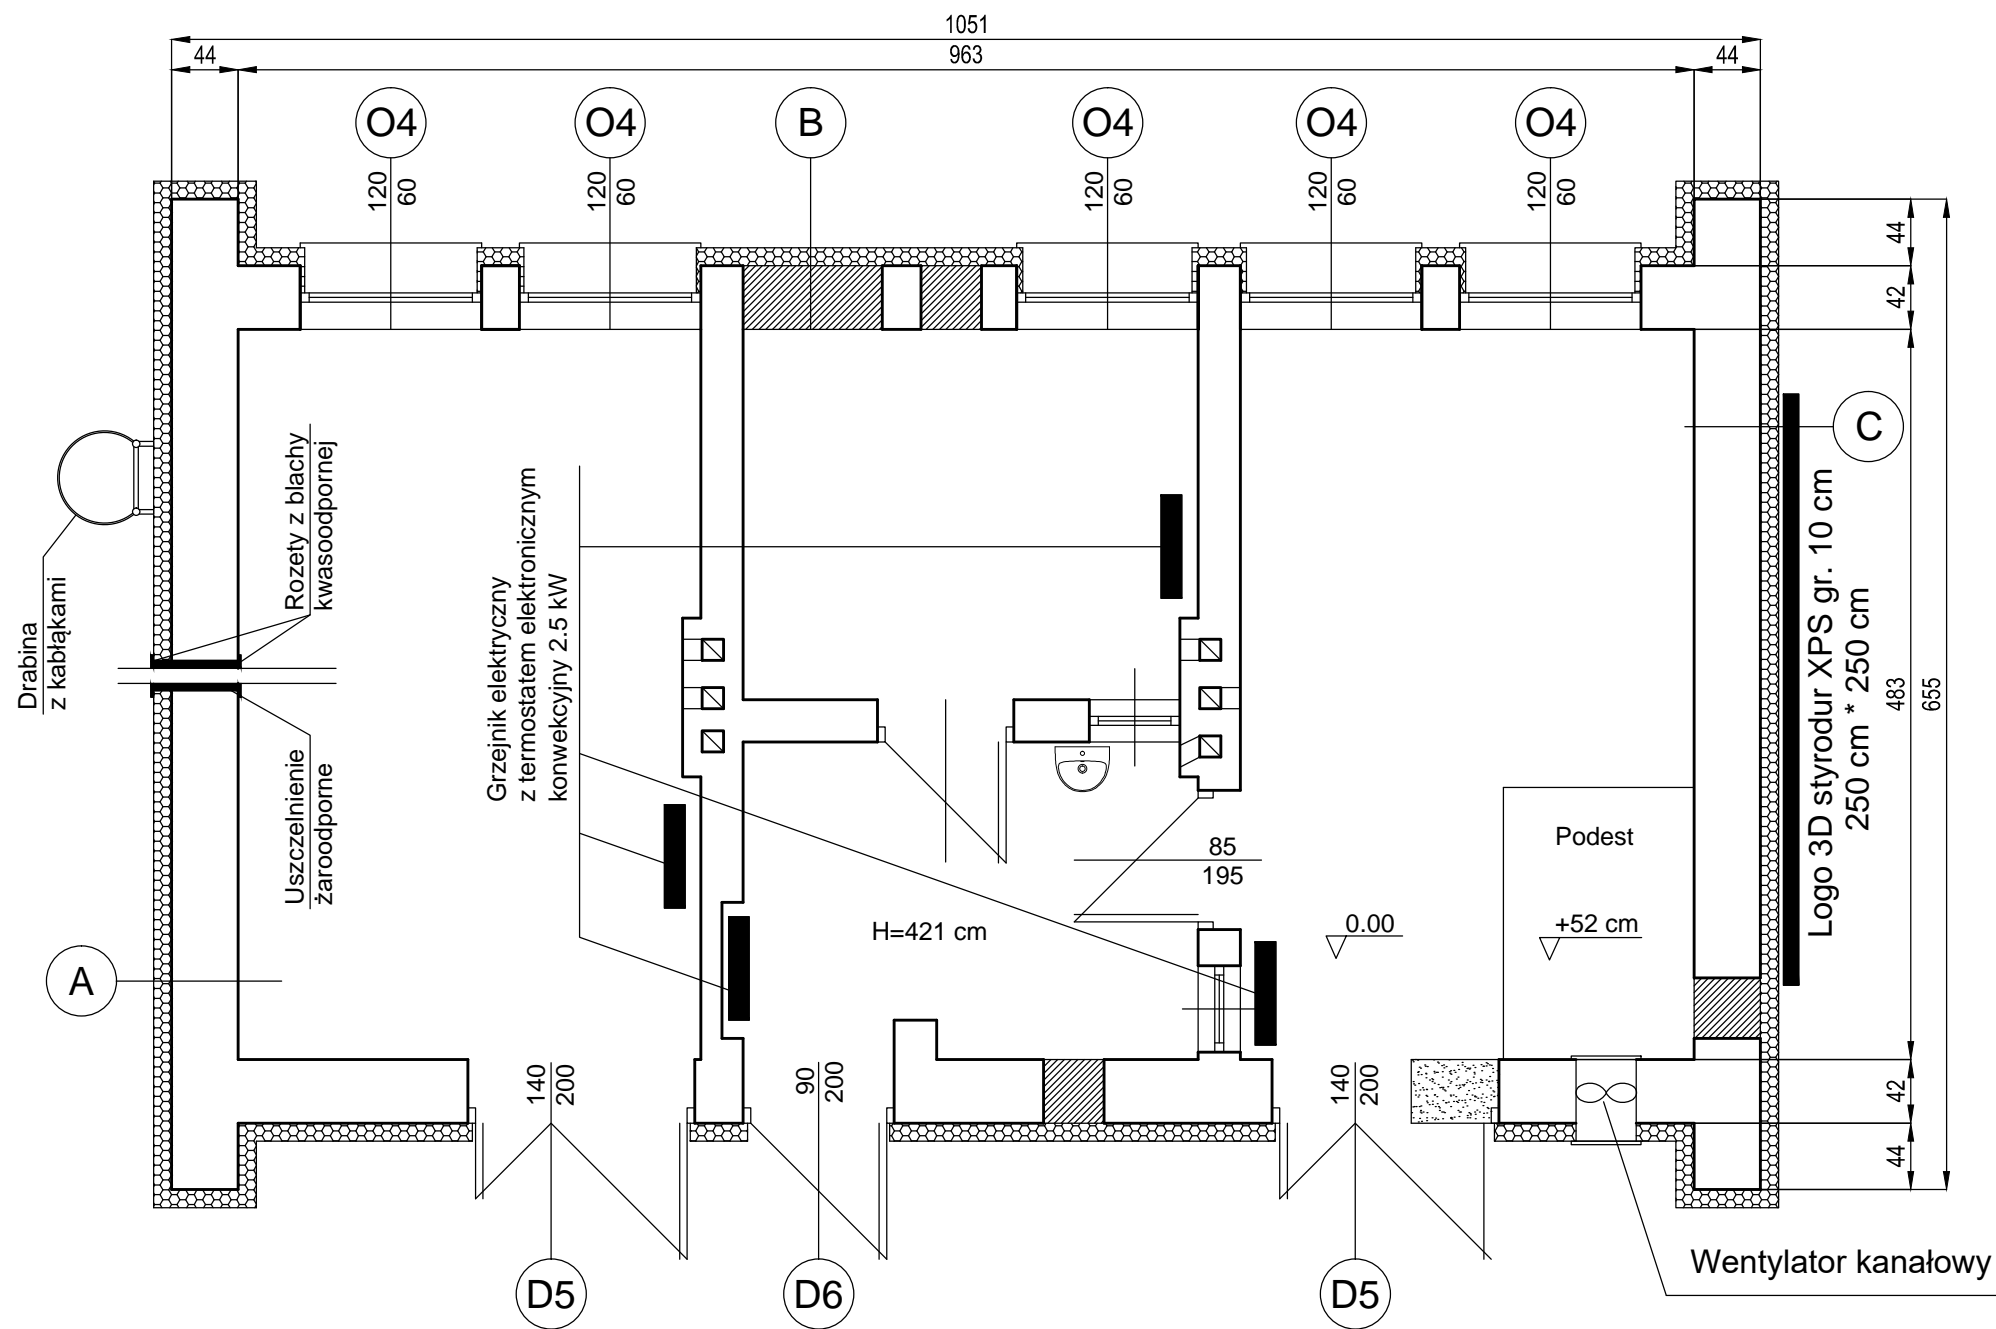 1051
44
963
44
O4
O4
B
O4
O4
O4
120
60
120
60
120
60
120
60
120
60
44
42
483
655
42
44
C
Logo 3D styrodur XPS gr. 10 cm
250 cm * 250 cm
Drabina
z kabłąkami
Rozety z blachy
kwasoodpornej
Uszczelnienie
żaroodporne
Grzejnik elektryczny
z termostatem elektronicznym
konwekcyjny 2.5 kW
85
195
Podest
H=421 cm
0.00
+52 cm
A
140
200
90
200
140
200
D5
D6
D5
Wentylator kanałowy